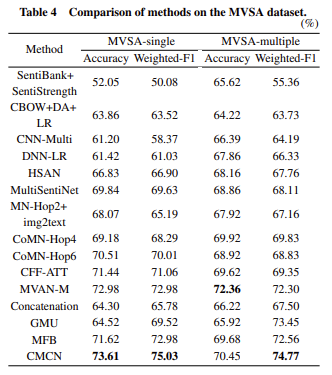 Table 4 Comparison of methods on the MVSA dataset.
(%)
Method MVSA-single MVSA-multiple
Accuracy Weighted-F1 Accuracy Weighted-F1
SentiBank+
SentiStrength 52.05 50.08 65.62 55.36
CBOW+DA+
LR 63.86 63.52 64.22 63.73
CNN-Multi 61.20 58.37 66.39 64.19
DNN-LR 61.42 61.03 67.86 66.33
HSAN 66.83 66.90 68.16 67.76
MultiSentiNet 69.84 69.63 68.86 68.11
MN-Hop2+
img2text 68.07 65.19 67.92 67.16
CoMN-Hop4 69.18 68.29 69.92 69.83
CoMN-Hop6 70.51 70.01 68.92 68.83
CFF-ATT 71.44 71.06 69.62 69.35
MVAN-M 72.98 72.98 72.36 72.30
Concatenation 64.30 65.78 66.22 67.50
GMU 64.52 69.52 65.92 73.45
MFB 71.62 72.98 69.68 72.56
CMCN 73.61 75.03 70.45 74.77